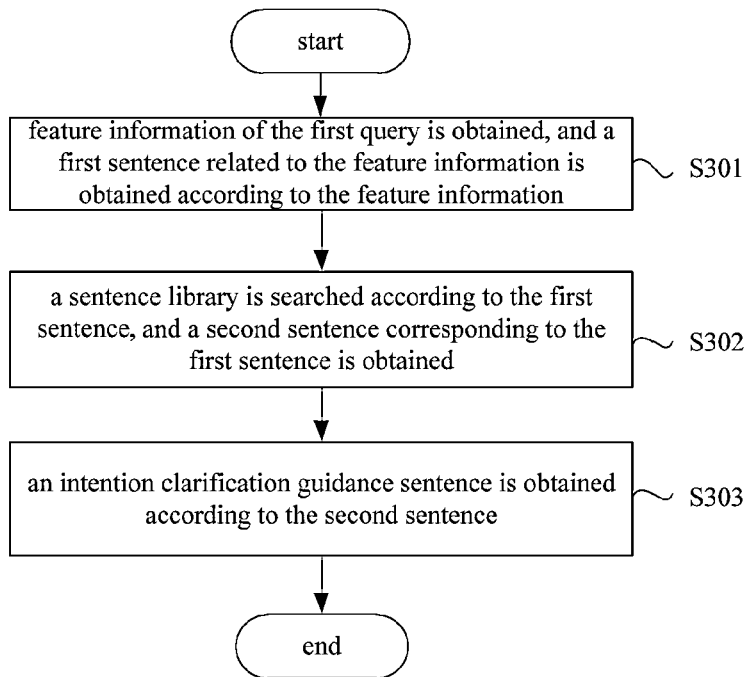 start
feature information of the first query is obtained, and a
first sentence related to the feature information is
obtained according to the feature information
S301
a sentence library is searched according to the first
sentence, and a second sentence corresponding to the
first sentence is obtained
S302
an intention clarification guidance sentence is obtained
according to the second sentence
S303
end